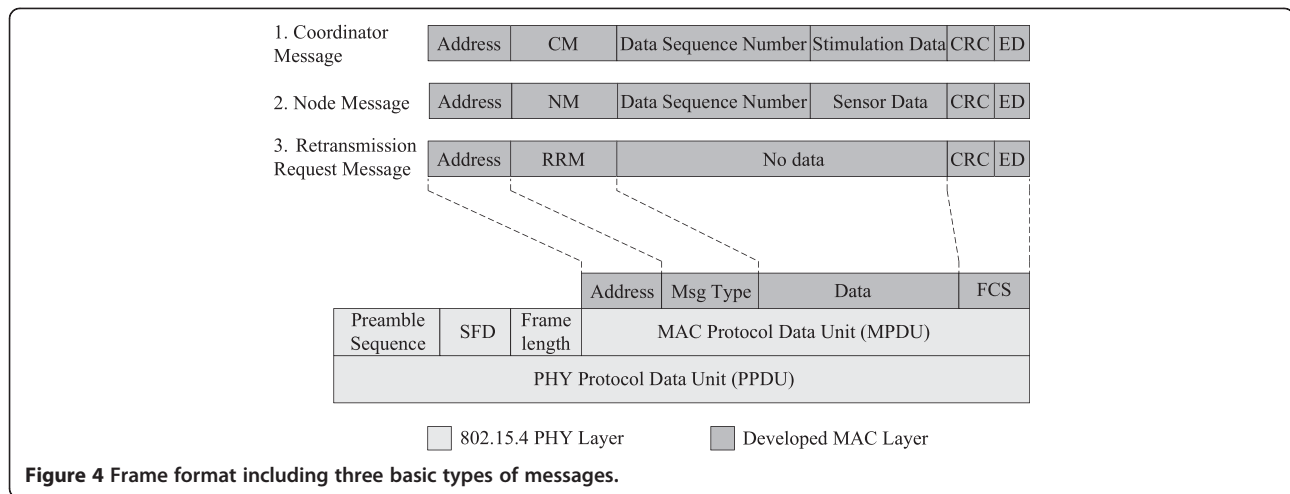 1. Coordinator
Message
Address CM Data Sequence Number Stimulation Data CRC ED
2. Node Message
Address NM Data Sequence Number Sensor Data CRC ED
3. Retransmission
Request Message
Address RRM No data CRC ED
Address Msg Type Data FCS
Preamble
Sequence
SFD
Frame
length
MAC Protocol Data Unit (MPDU)
PHY Protocol Data Unit (PPDU)
802.15.4 PHY Layer
Developed MAC Layer
Figure 4 Frame format including three basic types of messages.